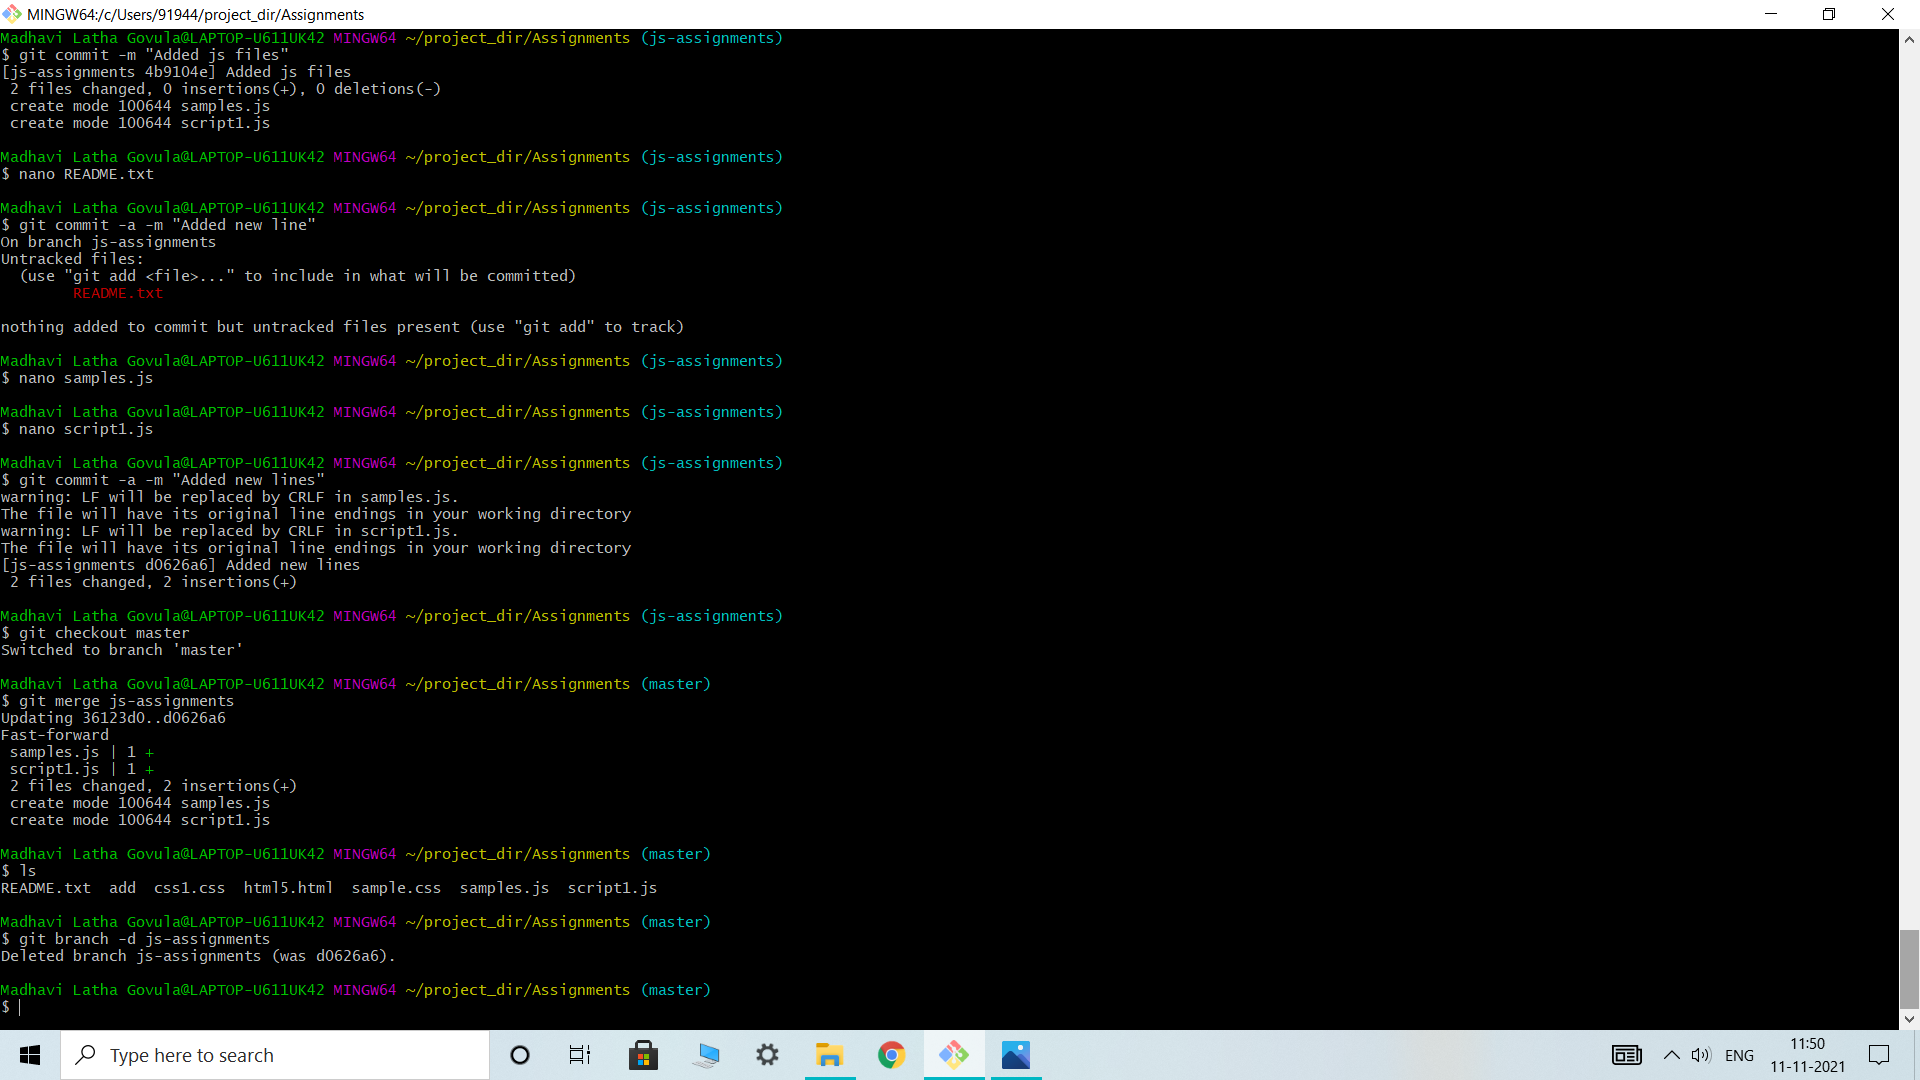 MINGW64:/c/Users/91944/project_dir/Assignments
Madhavi Latha Govula@LAPTOP-U611UK42 MINGW64 ~/project_dir/Assignments (js-assignments)
$ git commit -m "Added js files"
[js-assignments 4b9104e] Added js files
 2 files changed, 0 insertions(+), 0 deletions(-)
 create mode 100644 samples.js
 create mode 100644 script1.js

Madhavi Latha Govula@LAPTOP-U611UK42 MINGW64 ~/project_dir/Assignments (js-assignments)
$ nano README.txt

Madhavi Latha Govula@LAPTOP-U611UK42 MINGW64 ~/project_dir/Assignments (js-assignments)
$ git commit -a -m "Added new line"
On branch js-assignments
Untracked files:
  (use "git add <file>..." to include in what will be committed)
        README.txt

nothing added to commit but untracked files present (use "git add" to track)

Madhavi Latha Govula@LAPTOP-U611UK42 MINGW64 ~/project_dir/Assignments (js-assignments)
$ nano samples.js

Madhavi Latha Govula@LAPTOP-U611UK42 MINGW64 ~/project_dir/Assignments (js-assignments)
$ nano script1.js

Madhavi Latha Govula@LAPTOP-U611UK42 MINGW64 ~/project_dir/Assignments (js-assignments)
$ git commit -a -m "Added new lines"
warning: LF will be replaced by CRLF in samples.js.
The file will have its original line endings in your working directory
warning: LF will be replaced by CRLF in script1.js.
The file will have its original line endings in your working directory
[js-assignments d0626a6] Added new lines
 2 files changed, 2 insertions(+)

Madhavi Latha Govula@LAPTOP-U611UK42 MINGW64 ~/project_dir/Assignments (js-assignments)
$ git checkout master
Switched to branch 'master'

Madhavi Latha Govula@LAPTOP-U611UK42 MINGW64 ~/project_dir/Assignments (master)
$ git merge js-assignments
Updating 36123d0..d0626a6
Fast-forward
 samples.js | 1 +
 script1.js | 1 +
 2 files changed, 2 insertions(+)
 create mode 100644 samples.js
 create mode 100644 script1.js

Madhavi Latha Govula@LAPTOP-U611UK42 MINGW64 ~/project_dir/Assignments (master)
$ ls
README.txt  add  css1.css  html5.html  sample.css  samples.js  script1.js

Madhavi Latha Govula@LAPTOP-U611UK42 MINGW64 ~/project_dir/Assignments (master)
$ git branch -d js-assignments
Deleted branch js-assignments (was d0626a6).

Madhavi Latha Govula@LAPTOP-U611UK42 MINGW64 ~/project_dir/Assignments (master)
$
Type here to search
ENG
11:50
11-11-2021